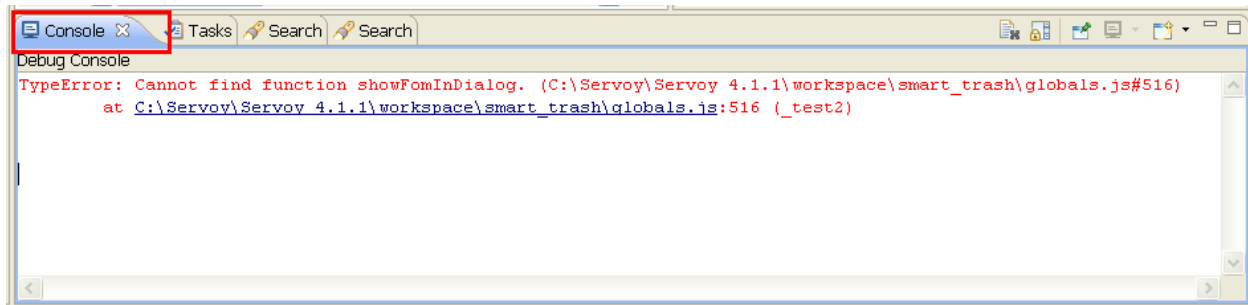 Console Tasks Search Search
Debug Console
TypeError: Cannot find function showFomInDialog. (C:\Servoy\Servoy 4.1.1\workspace\smart_trash\globals.js#516)
at C:\Servoy\Servoy 4.1.1\workspace\smart_trash\globals.js:516 (_test2)